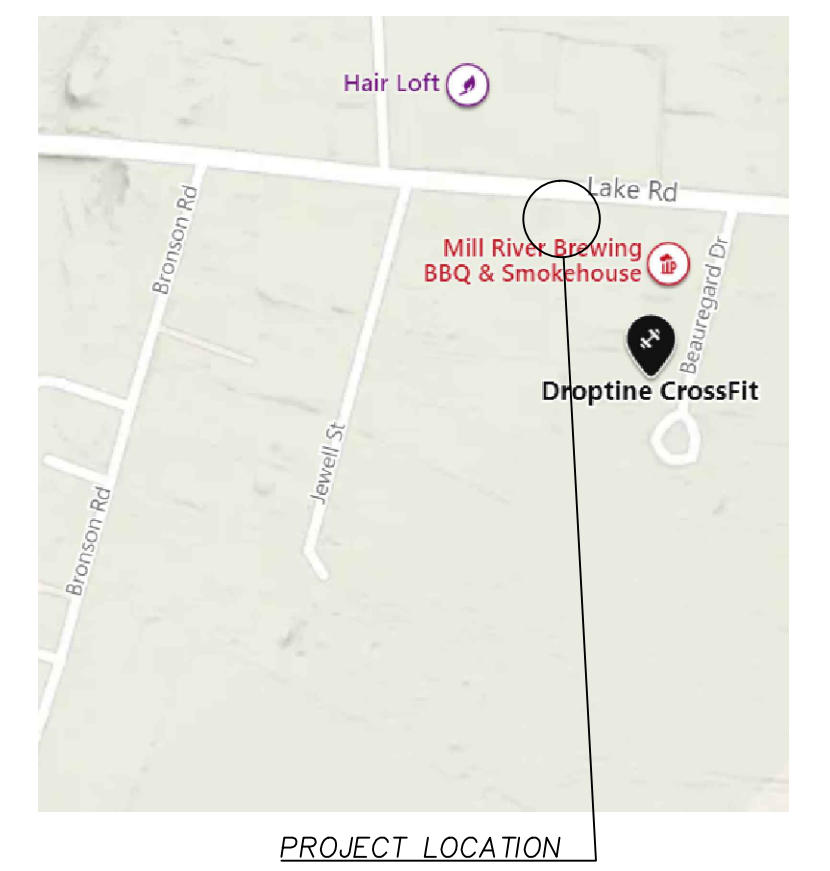 Hair Loft
Lake Rd
Bronson Rd
Mill River Brewing
BBQ & Smokehouse
Beauregard Dr
Droptine CrossFit
Jewell St
Bronson Rd
PROJECT LOCATION